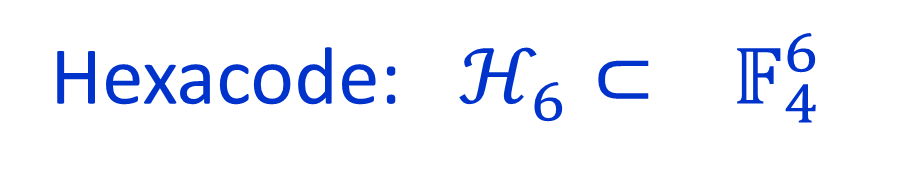 Hexacode: ℋ₆ ⊂ 𝔽₄⁶